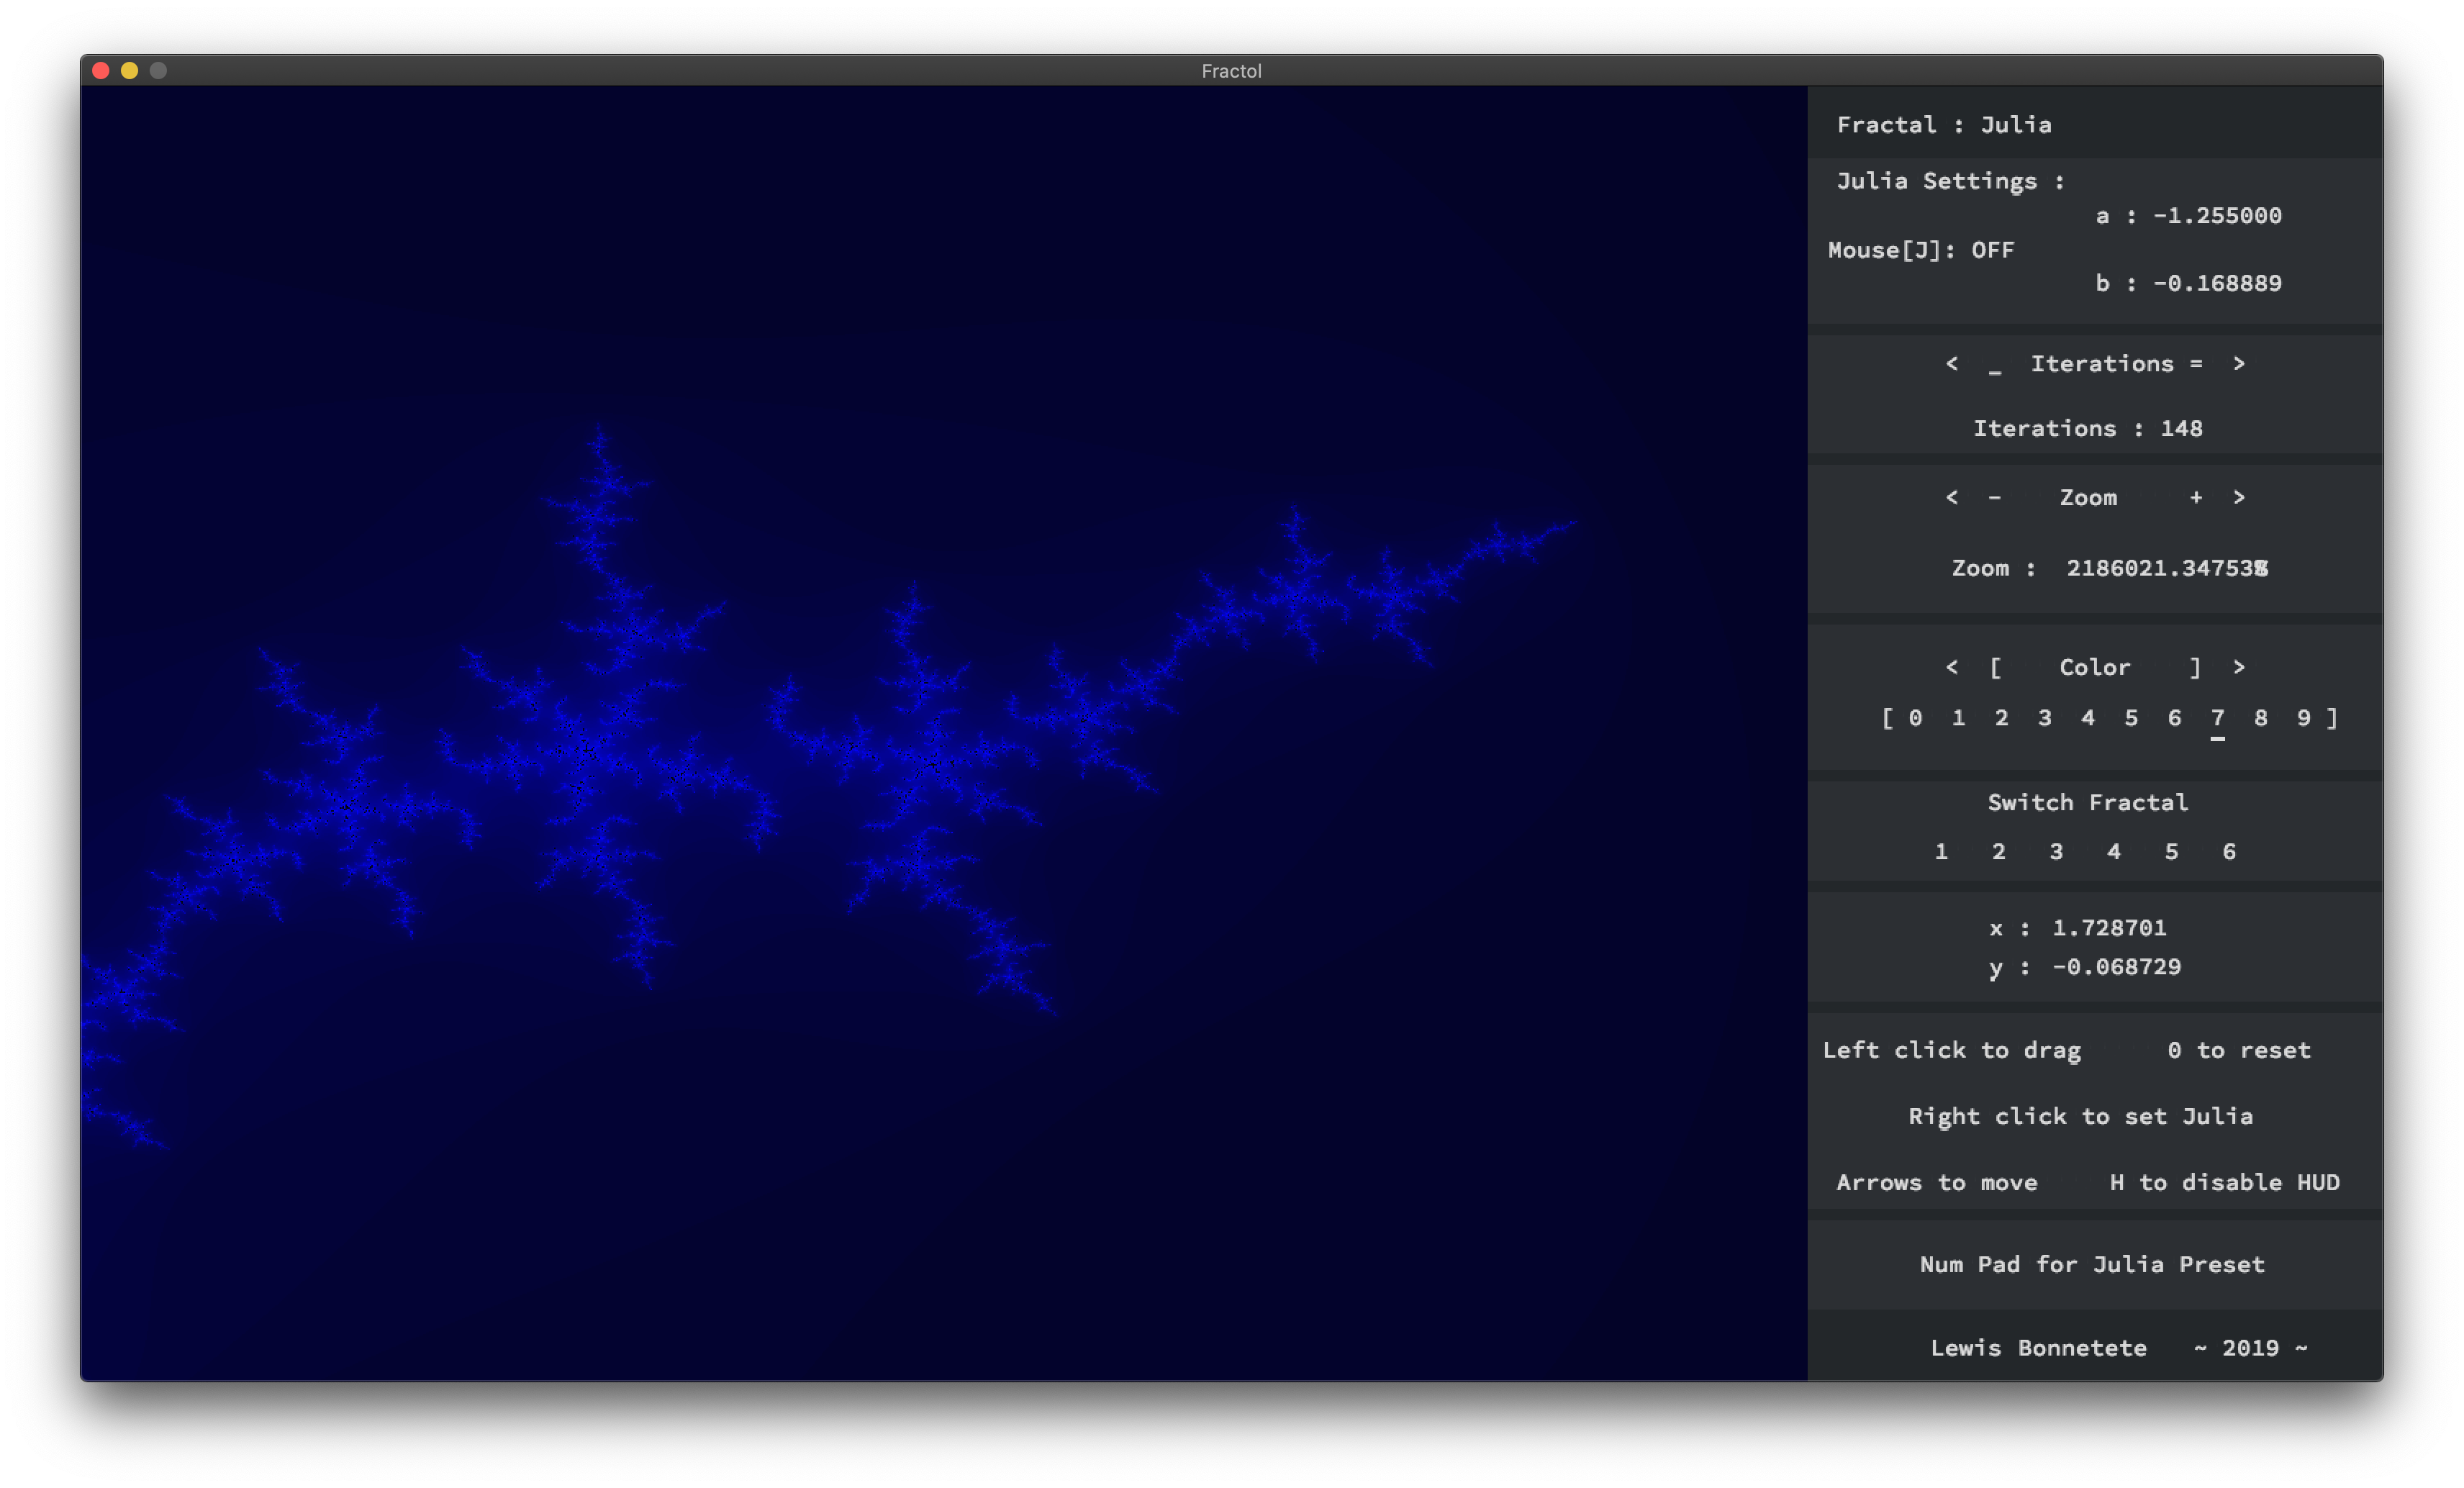 Fractol
Fractal : Julia
Julia Settings :
a : -1.255000
Mouse[J]: OFF
b : -0.168889
< _ Iterations = >
Iterations : 148
< - Zoom + >
Zoom :
< [ Color ] >
[ 0 1 2 3 4 5 6 7 8 9 ]
Switch Fractal
1 2 3 4 5 6
x : 1.728701
y : -0.068729
Left click to drag 0 to reset
Right click to set Julia
Arrows to move H to disable HUD
Num Pad for Julia Preset
Lewis Bonnetete ~ 2019 ~